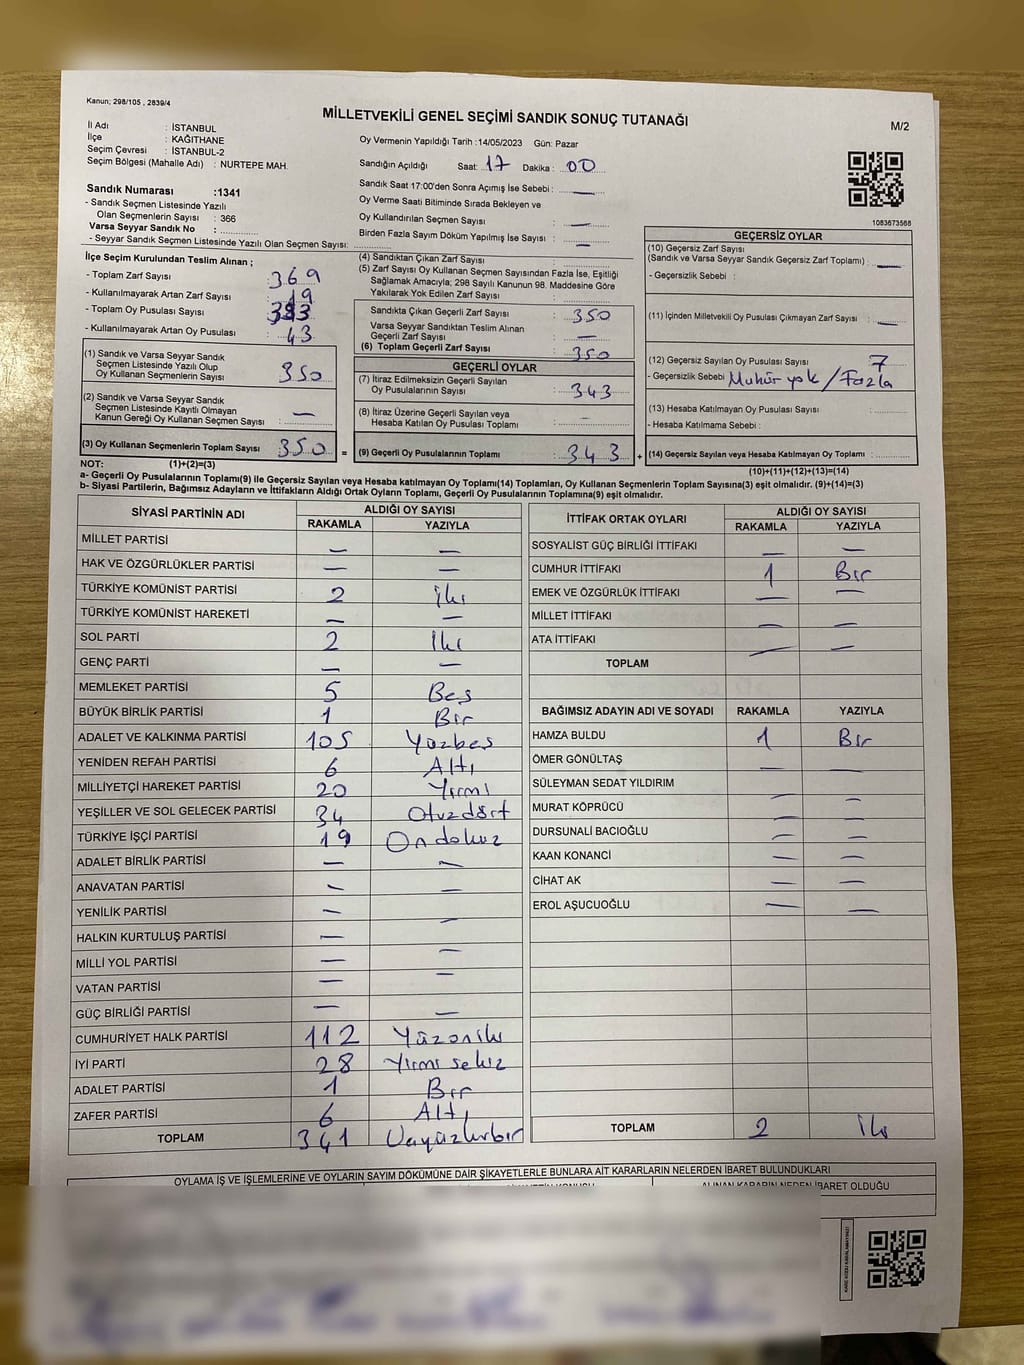 Kanun; 298/105 , 2839/4
MİLLETVEKİLİ GENEL SEÇİMİ SANDIK SONUÇ TUTANAĞI
M/2
İl Adı : İSTANBUL
İlçe : KAĞITHANE
Seçim Çevresi : İSTANBUL-2
Seçim Bölgesi (Mahalle Adı) : NURTEPE MAH.
Sandık Numarası :1341
- Sandık Seçmen Listesinde Yazılı
Olan Seçmenlerin Sayısı : 366
Varsa Seyyar Sandık No :
- Seyyar Sandık Seçmen Listesinde Yazılı Olan Seçmen Sayısı:
Oy Vermenin Yapıldığı Tarih :14/05/2023 Gün: Pazar
Sandığın Açıldığı Saat: 17 Dakika : 00
Sandık Saat 17:00'den Sonra Açımış İse Sebebi : —
Oy Verme Saati Bitiminde Sırada Bekleyen ve
Oy Kullandırılan Seçmen Sayısı : —
Birden Fazla Sayım Döküm Yapılmış İse Sayısı : —
1083673568
İlçe Seçim Kurulundan Teslim Alınan ;
- Toplam Zarf Sayısı : 369
- Kullanılmayarak Artan Zarf Sayısı : 19
- Toplam Oy Pusulası Sayısı :
- Kullanılmayarak Artan Oy Pusulası : 43
(1) Sandık ve Varsa Seyyar Sandık
Seçmen Listesinde Yazılı Olup
Oy Kullanan Seçmenlerin Sayısı : 350
(2) Sandık ve Varsa Seyyar Sandık
Seçmen Listesinde Kayıtlı Olmayan
Kanun Gereği Oy Kullanan Seçmen Sayısı : —
(3) Oy Kullanan Seçmenlerin Toplam Sayısı : 350 =
(4) Sandıktan Çıkan Zarf Sayısı :
(5) Zarf Sayısı Oy Kullanan Seçmen Sayısından Fazla İse, Eşitliği
Sağlamak Amacıyla; 298 Sayılı Kanunun 98. Maddesine Göre
Yakılarak Yok Edilen Zarf Sayısı :
Sandıkta Çıkan Geçerli Zarf Sayısı : 350
Varsa Seyyar Sandıktan Teslim Alınan
Geçerli Zarf Sayısı : —
(6) Toplam Geçerli Zarf Sayısı : 350
GEÇERLİ OYLAR
(7) İtiraz Edilmeksizin Geçerli Sayılan
Oy Pusulalarının Sayısı : 343
(8) İtiraz Üzerine Geçerli Sayılan veya
Hesaba Katılan Oy Pusulası Toplamı : —
(9) Geçerli Oy Pusulalarının Toplamı : 343 +
GEÇERSİZ OYLAR
(10) Geçersiz Zarf Sayısı
(Sandık ve Varsa Seyyar Sandık Geçersiz Zarf Toplamı) : —
- Geçersizlik Sebebi :
(11) İçinden Milletvekili Oy Pusulası Çıkmayan Zarf Sayısı : —
(12) Geçersiz Sayılan Oy Pusulası Sayısı : 7
- Geçersizlik Sebebi : Mühür yok / Fazla
(13) Hesaba Katılmayan Oy Pusulası Sayısı :
- Hesaba Katılmama Sebebi :
(14) Geçersiz Sayılan veya Hesaba Katılmayan Oy Toplamı :
NOT: (1)+(2)=(3)
(10)+(11)+(12)+(13)=(14)
a- Geçerli Oy Pusulalarının Toplamı(9) ile Geçersiz Sayılan veya Hesaba katılmayan Oy Toplamı(14) Toplamları, Oy Kullanan Seçmenlerin Toplam Sayısına(3) eşit olmalıdır. (9)+(14)=(3)
b- Siyasi Partilerin, Bağımsız Adayların ve İttifakların Aldığı Ortak Oyların Toplamı, Geçerli Oy Pusulalarının Toplamına(9) eşit olmalıdır.
SİYASİ PARTİNİN ADI ALDIĞI OY SAYISI
RAKAMLA YAZIYLA
MİLLET PARTİSİ — —
HAK VE ÖZGÜRLÜKLER PARTİSİ — —
TÜRKİYE KOMÜNİST PARTİSİ 2 İki
TÜRKİYE KOMÜNİST HAREKETİ — —
SOL PARTİ 2 İki
GENÇ PARTİ — —
MEMLEKET PARTİSİ 5 Beş
BÜYÜK BİRLİK PARTİSİ 1 Bir
ADALET VE KALKINMA PARTİSİ 105 Yüzbeş
YENİDEN REFAH PARTİSİ 6 Altı
MİLLİYETÇİ HAREKET PARTİSİ 20 Yirmi
YEŞİLLER VE SOL GELECEK PARTİSİ 34 Otuzdört
TÜRKİYE İŞÇİ PARTİSİ 19 Ondokuz
ADALET BİRLİK PARTİSİ — —
ANAVATAN PARTİSİ — —
YENİLİK PARTİSİ — —
HALKIN KURTULUŞ PARTİSİ — —
MİLLİ YOL PARTİSİ — —
VATAN PARTİSİ —
GÜÇ BİRLİĞİ PARTİSİ — —
CUMHURİYET HALK PARTİSİ 112 Yüzoniki
İYİ PARTİ 28 Yirmi sekiz
ADALET PARTİSİ 1 Bir
ZAFER PARTİSİ 6 Altı
TOPLAM 341 Üçyüzkırkbir
İTTİFAK ORTAK OYLARI ALDIĞI OY SAYISI
RAKAMLA YAZIYLA
SOSYALİST GÜÇ BİRLİĞİ İTTİFAKI — —
CUMHUR İTTİFAKI 1 Bir
EMEK VE ÖZGÜRLÜK İTTİFAKI — —
MİLLET İTTİFAKI — —
ATA İTTİFAKI — —
TOPLAM
BAĞIMSIZ ADAYIN ADI VE SOYADI RAKAMLA YAZIYLA
HAMZA BULDU 1 Bir
ÖMER GÖNÜLTAŞ — —
SÜLEYMAN SEDAT YILDIRIM — —
MURAT KÖPRÜCÜ — —
DURSUNALİ BACIOĞLU — —
KAAN KONANCİ — —
CİHAT AK — —
EROL AŞUCUOĞLU — —
TOPLAM 2 İki
OYLAMA İŞ VE İŞLEMLERİNE VE OYLARIN SAYIM DÖKÜMÜNE DAİR ŞİKAYETLERLE BUNLARA AİT KARARLARIN NELERDEN İBARET BULUNDUKLARI
ALINAN KARARIN NEDEN İBARET OLDUĞU